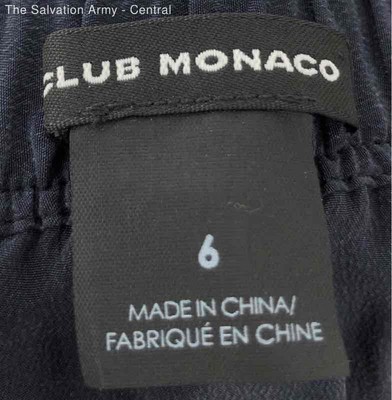 The Salvation Army - Central
CLUB MONACO
6
MADE IN CHINA/
FABRIQUÉ EN CHINE